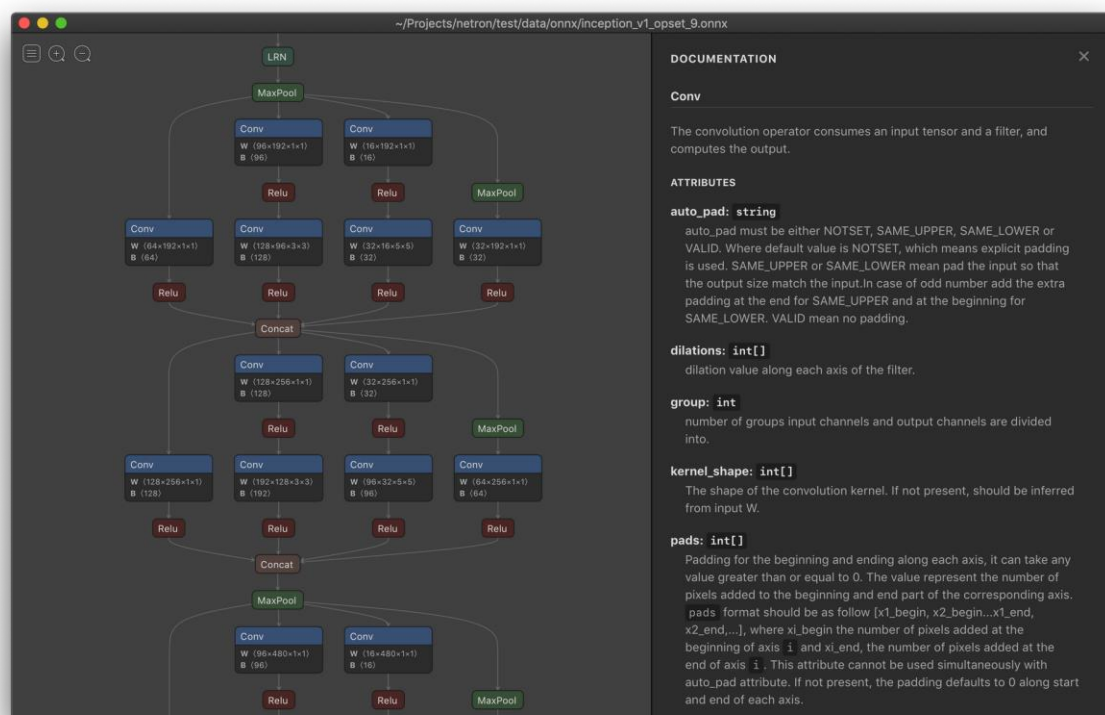 ~/Projects/netron/test/data/onnx/inception_v1_opset_9.onnx
LRN
MaxPool
Conv
W ⟨96×192×1×1⟩
B ⟨96⟩
Conv
W ⟨16×192×1×1⟩
B ⟨16⟩
Relu
Relu
MaxPool
Conv
W ⟨64×192×1×1⟩
B ⟨64⟩
Conv
W ⟨128×96×3×3⟩
B ⟨128⟩
Conv
W ⟨32×16×5×5⟩
B ⟨32⟩
Conv
W ⟨32×192×1×1⟩
B ⟨32⟩
Relu
Relu
Relu
Relu
Concat
Conv
W ⟨128×256×1×1⟩
B ⟨128⟩
Conv
W ⟨32×256×1×1⟩
B ⟨32⟩
Relu
Relu
MaxPool
Conv
W ⟨128×256×1×1⟩
B ⟨128⟩
Conv
W ⟨192×128×3×3⟩
B ⟨192⟩
Conv
W ⟨96×32×5×5⟩
B ⟨96⟩
Conv
W ⟨64×256×1×1⟩
B ⟨64⟩
Relu
Relu
Relu
Relu
Concat
MaxPool
Conv
W ⟨96×480×1×1⟩
B ⟨96⟩
Conv
W ⟨16×480×1×1⟩
B ⟨16⟩
Relu
Relu
MaxPool
DOCUMENTATION
Conv
The convolution operator consumes an input tensor and a filter, and
computes the output.
ATTRIBUTES
auto_pad: string
auto_pad must be either NOTSET, SAME_UPPER, SAME_LOWER or
VALID. Where default value is NOTSET, which means explicit padding
is used. SAME_UPPER or SAME_LOWER mean pad the input so that
the output size match the input.In case of odd number add the extra
padding at the end for SAME_UPPER and at the beginning for
SAME_LOWER. VALID mean no padding.
dilations: int[]
dilation value along each axis of the filter.
group: int
number of groups input channels and output channels are divided
into.
kernel_shape: int[]
The shape of the convolution kernel. If not present, should be inferred
from input W.
pads: int[]
Padding for the beginning and ending along each axis, it can take any
value greater than or equal to 0. The value represent the number of
pixels added to the beginning and end part of the corresponding axis.
pads format should be as follow [x1_begin, x2_begin...x1_end,
x2_end,...], where xi_begin the number of pixels added at the
beginning of axis i and xi_end, the number of pixels added at the
end of axis i. This attribute cannot be used simultaneously with
auto_pad attribute. If not present, the padding defaults to 0 along start
and end of each axis.